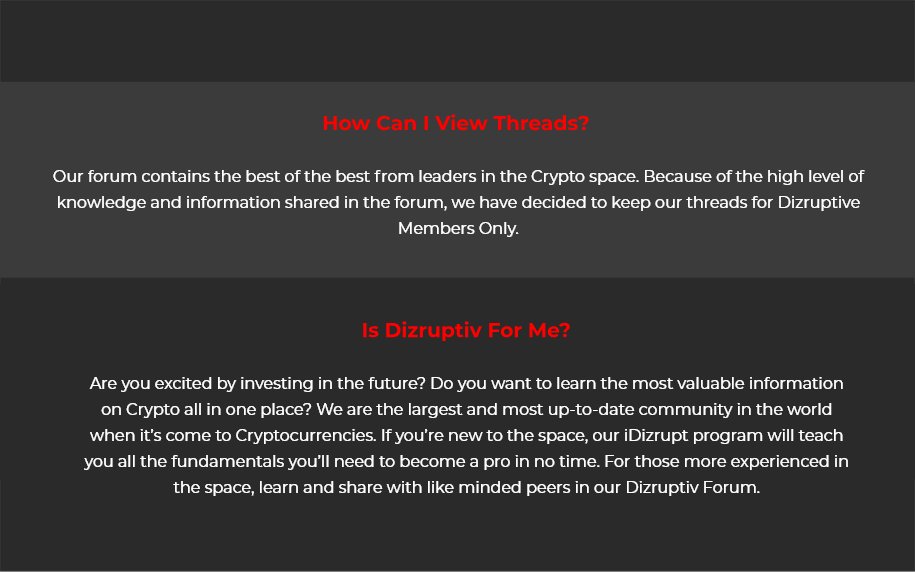 How Can I View Threads?
Our forum contains the best of the best from leaders in the Crypto space. Because of the high level of
knowledge and information shared in the forum, we have decided to keep our threads for Dizruptive
Members Only.
Is Dizruptiv For Me?
Are you excited by investing in the future? Do you want to learn the most valuable information
on Crypto all in one place? We are the largest and most up-to-date community in the world
when it’s come to Cryptocurrencies. If you’re new to the space, our iDizrupt program will teach
you all the fundamentals you’ll need to become a pro in no time. For those more experienced in
the space, learn and share with like minded peers in our Dizruptiv Forum.